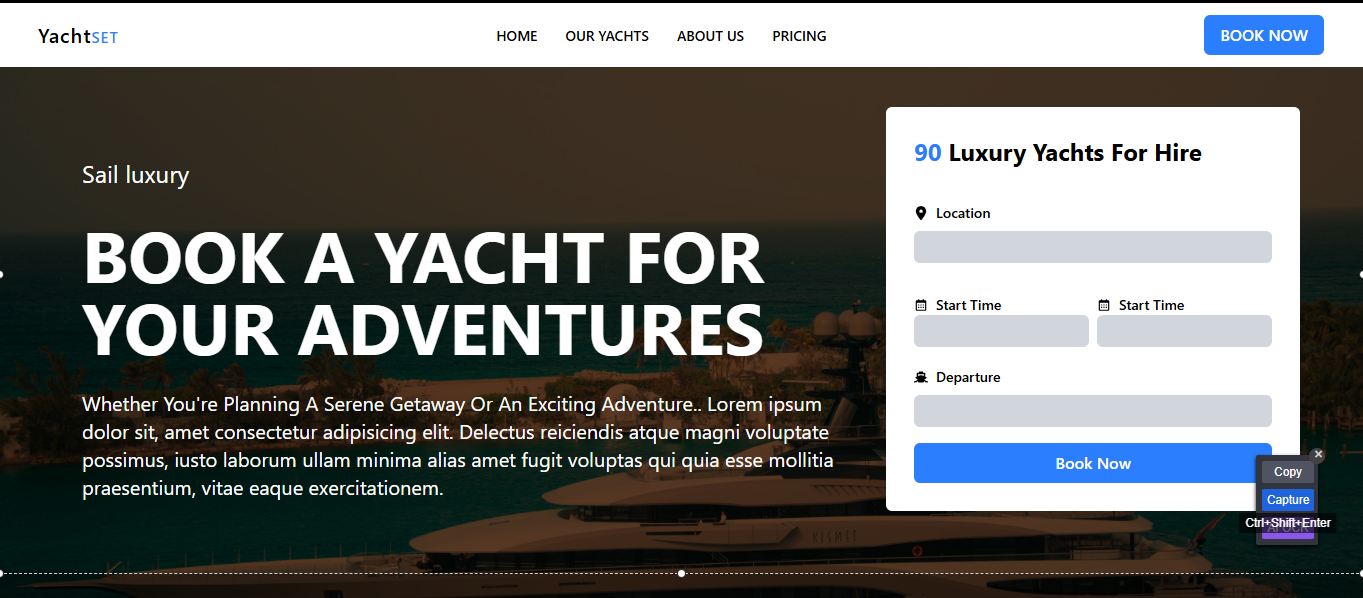 YachtSET
HOME OUR YACHTS ABOUT US PRICING
BOOK NOW
Sail luxury
BOOK A YACHT FOR
YOUR ADVENTURES
Whether You're Planning A Serene Getaway Or An Exciting Adventure.. Lorem ipsum
dolor sit, amet consectetur adipisicing elit. Delectus reiciendis atque magni voluptate
possimus, iusto laborum ullam minima alias amet fugit voluptas qui quia esse mollitia
praesentium, vitae eaque exercitationem.
90 Luxury Yachts For Hire
Location
Start Time Start Time
Departure
Book Now
Copy
Capture
Ctrl+Shift+Enter
KISMET